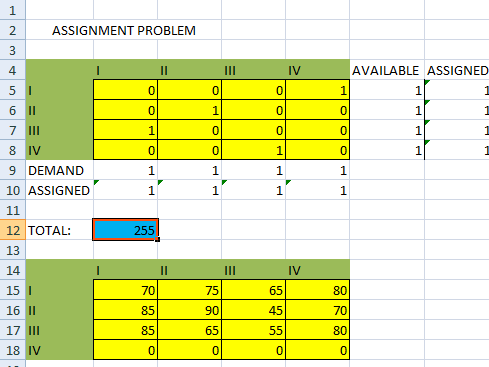 1
2 ASSIGNMENT PROBLEM
3
4 I II III IV AVAILABLE ASSIGNED
5 I 0 0 0 1 1 1
6 II 0 1 0 0 1 1
7 III 1 0 0 0 1 1
8 IV 0 0 1 0 1 1
9 DEMAND 1 1 1 1
10 ASSIGNED 1 1 1 1
11
12 TOTAL: 255
13
14 I II III IV
15 I 70 75 65 80
16 II 85 90 45 70
17 III 85 65 55 80
18 IV 0 0 0 0